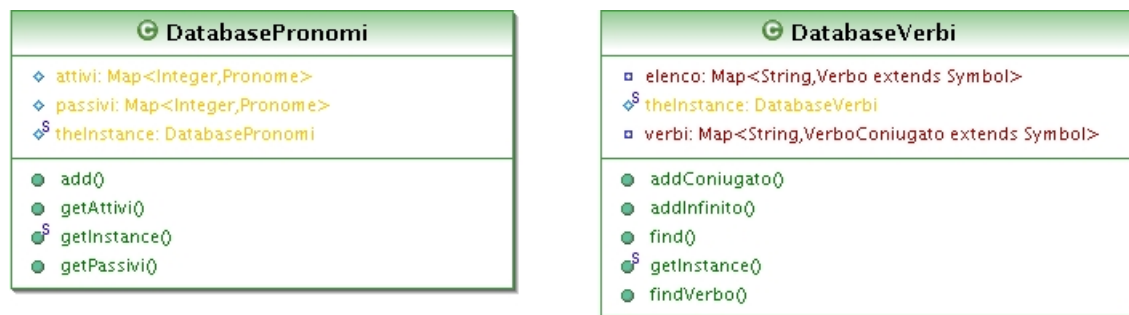 DatabasePronomi
attivi: Map<Integer,Pronome>
passivi: Map<Integer,Pronome>
theInstance: DatabasePronomi
add()
getAttivi()
getInstance()
getPassivi()
DatabaseVerbi
elenco: Map<String,Verbo extends Symbol>
theInstance: DatabaseVerbi
verbi: Map<String,VerboConiugato extends Symbol>
addConiugato()
addInfinito()
find()
getInstance()
findVerbo()